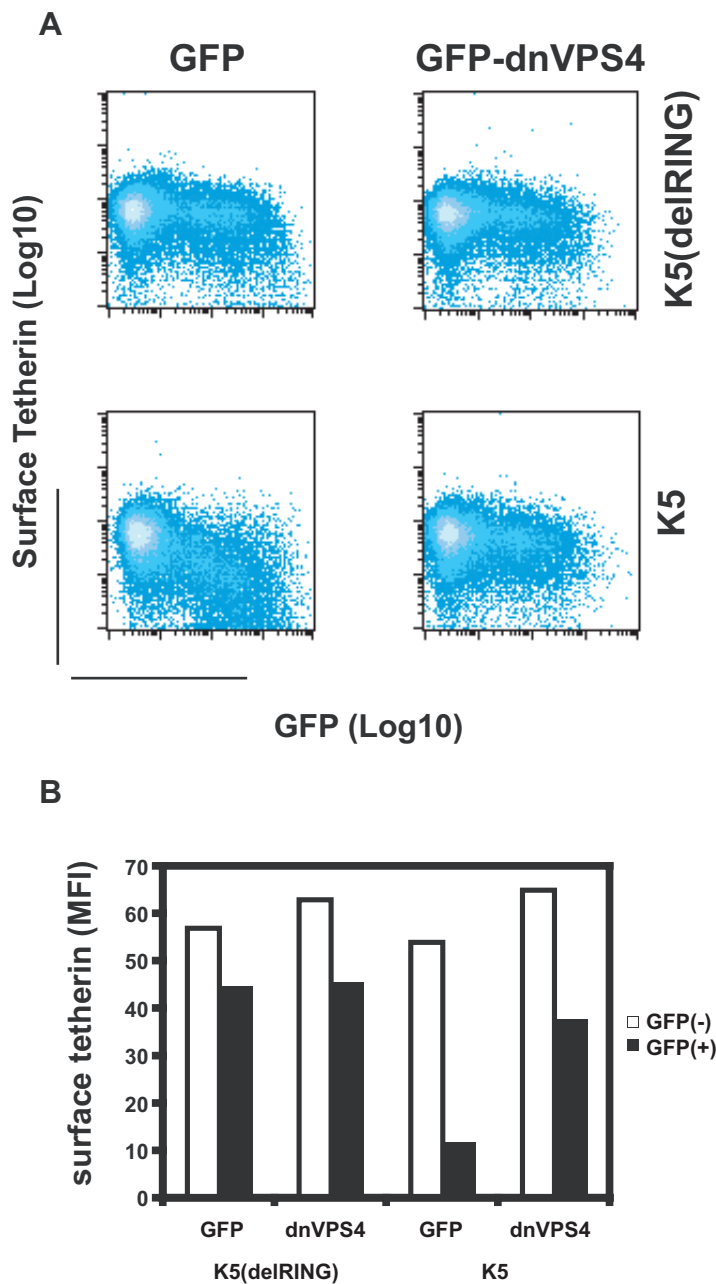 A
GFP
GFP-dnVPS4
K5(delRING)
K5
Surface Tetherin (Log10)
GFP (Log10)
B
70
60
50
40
30
20
10
0
surface tetherin (MFI)
GFP(-)
GFP(+)
GFP dnVPS4 GFP dnVPS4
K5(delRING) K5